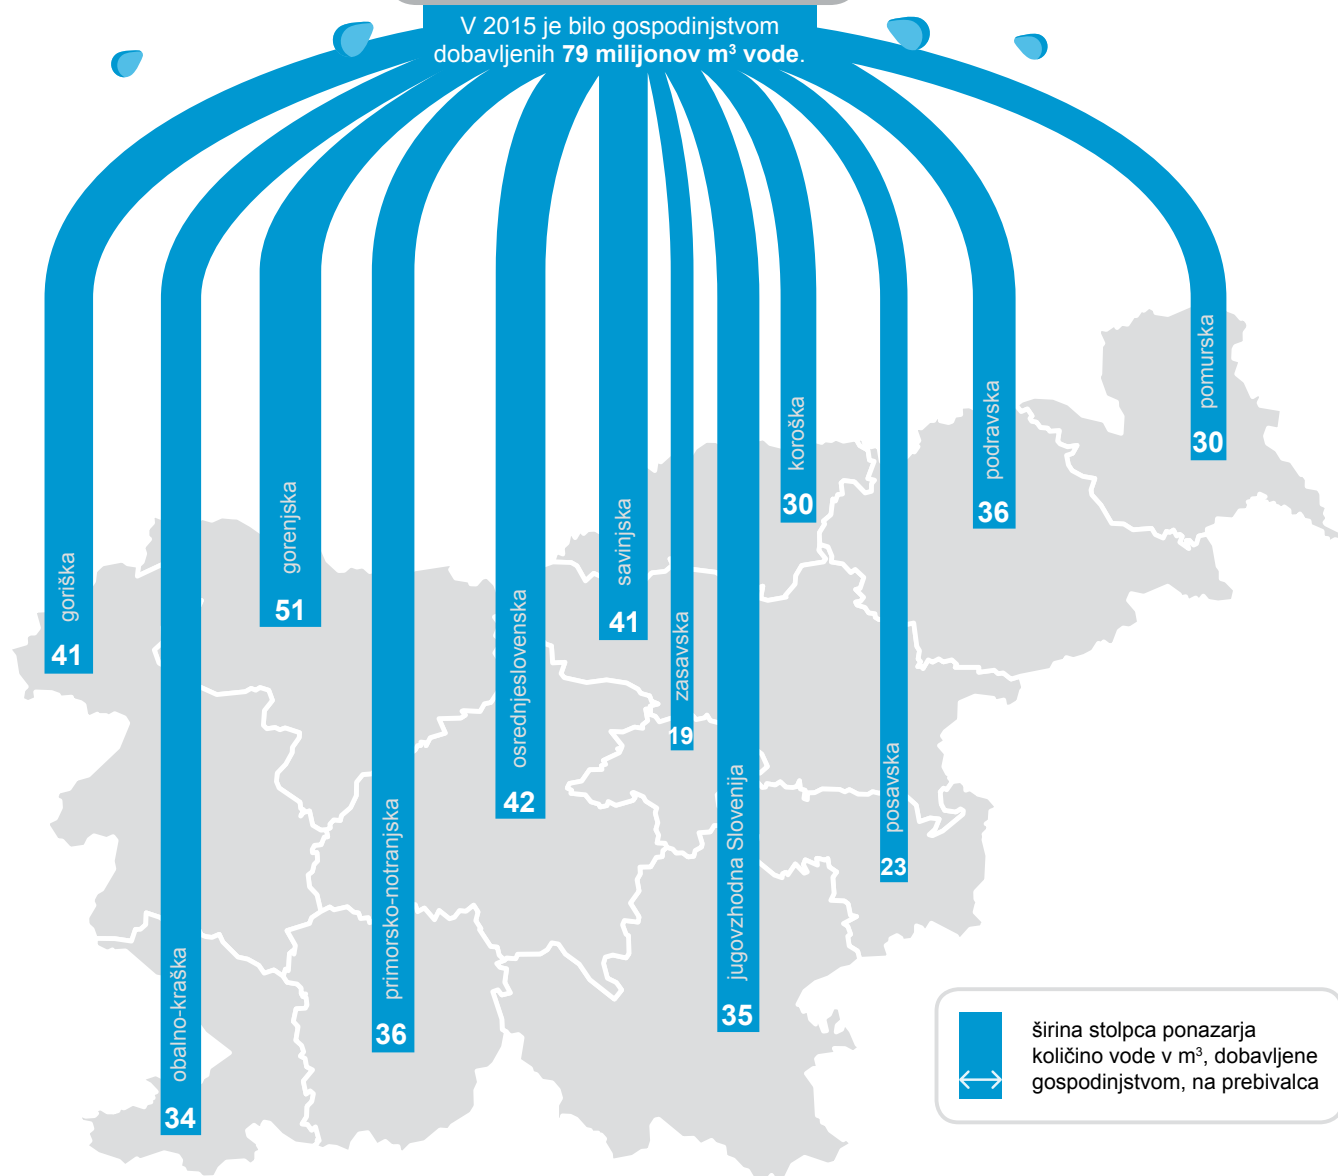 V 2015 je bilo gospodinjstvom
dobavljenih 79 milijonov m³ vode.
goriška
41
obalno-kraška
34
gorenjska
51
primorsko-notranjska
36
osrednjeslovenska
42
savinjska
41
zasavska
19
jugovzhodna Slovenija
35
koroška
30
posavska
23
podravska
36
pomurska
30
širina stolpca ponazarja
količino vode v m³, dobavljene
gospodinjstvom, na prebivalca